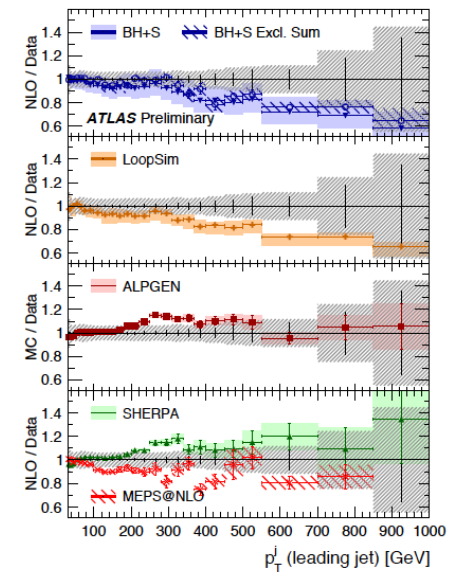 NLO / Data
1.4
1.2
1
0.8
0.6
BH+S
BH+S Excl. Sum
ATLAS Preliminary
NLO / Data
1.4
1.2
1
0.8
0.6
LoopSim
MC / Data
1.4
1.2
1
0.8
0.6
ALPGEN
NLO / Data
1.4
1.2
1
0.8
0.6
SHERPA
MEPS@NLO
100 200 300 400 500 600 700 800 900 1000
p_T^j (leading jet) [GeV]